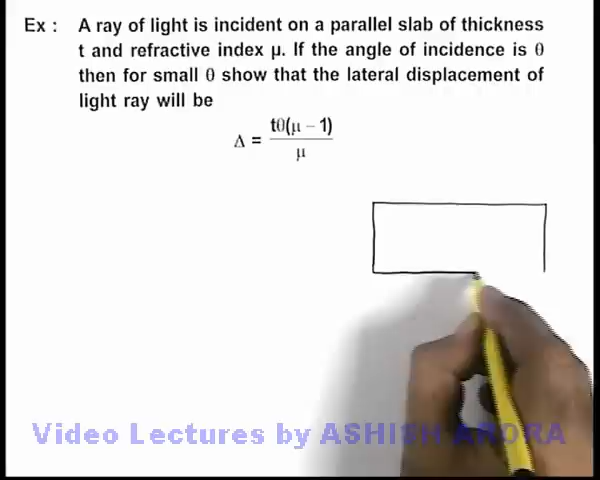 Ex : A ray of light is incident on a parallel slab of thickness
t and refractive index μ. If the angle of incidence is θ
then for small θ show that the lateral displacement of
light ray will be
Δ = tθ(μ – 1)
μ
Video Lectures by ASHISH ARORA